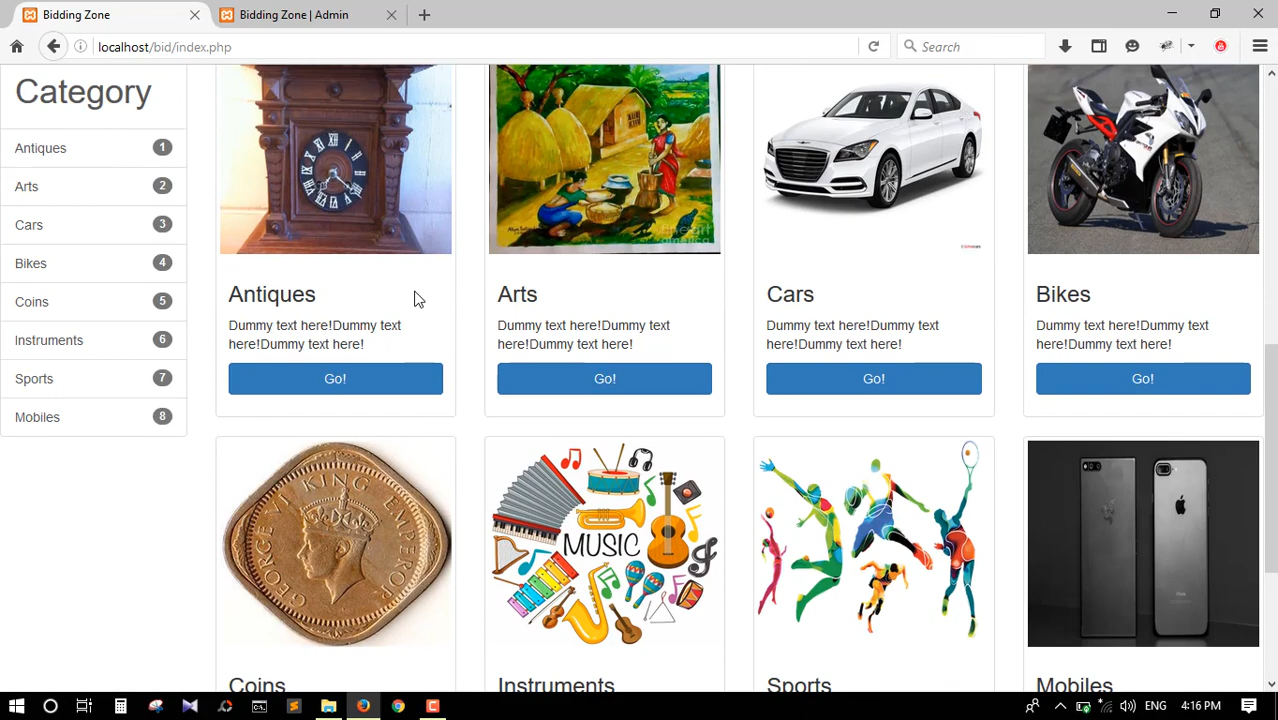 Bidding Zone
Bidding Zone | Admin
localhost/bid/index.php
Search
Category
Antiques 1
Arts 2
Cars 3
Bikes 4
Coins 5
Instruments 6
Sports 7
Mobiles 8
Antiques
Dummy text here!Dummy text
here!Dummy text here!
Go!
Arts
Dummy text here!Dummy text
here!Dummy text here!
Go!
Cars
Dummy text here!Dummy text
here!Dummy text here!
Go!
Bikes
Dummy text here!Dummy text
here!Dummy text here!
Go!
GEORGE VI KING EMPEROR
Coins
MUSIC
Instruments
Sports
Mobiles
ENG
4:16 PM